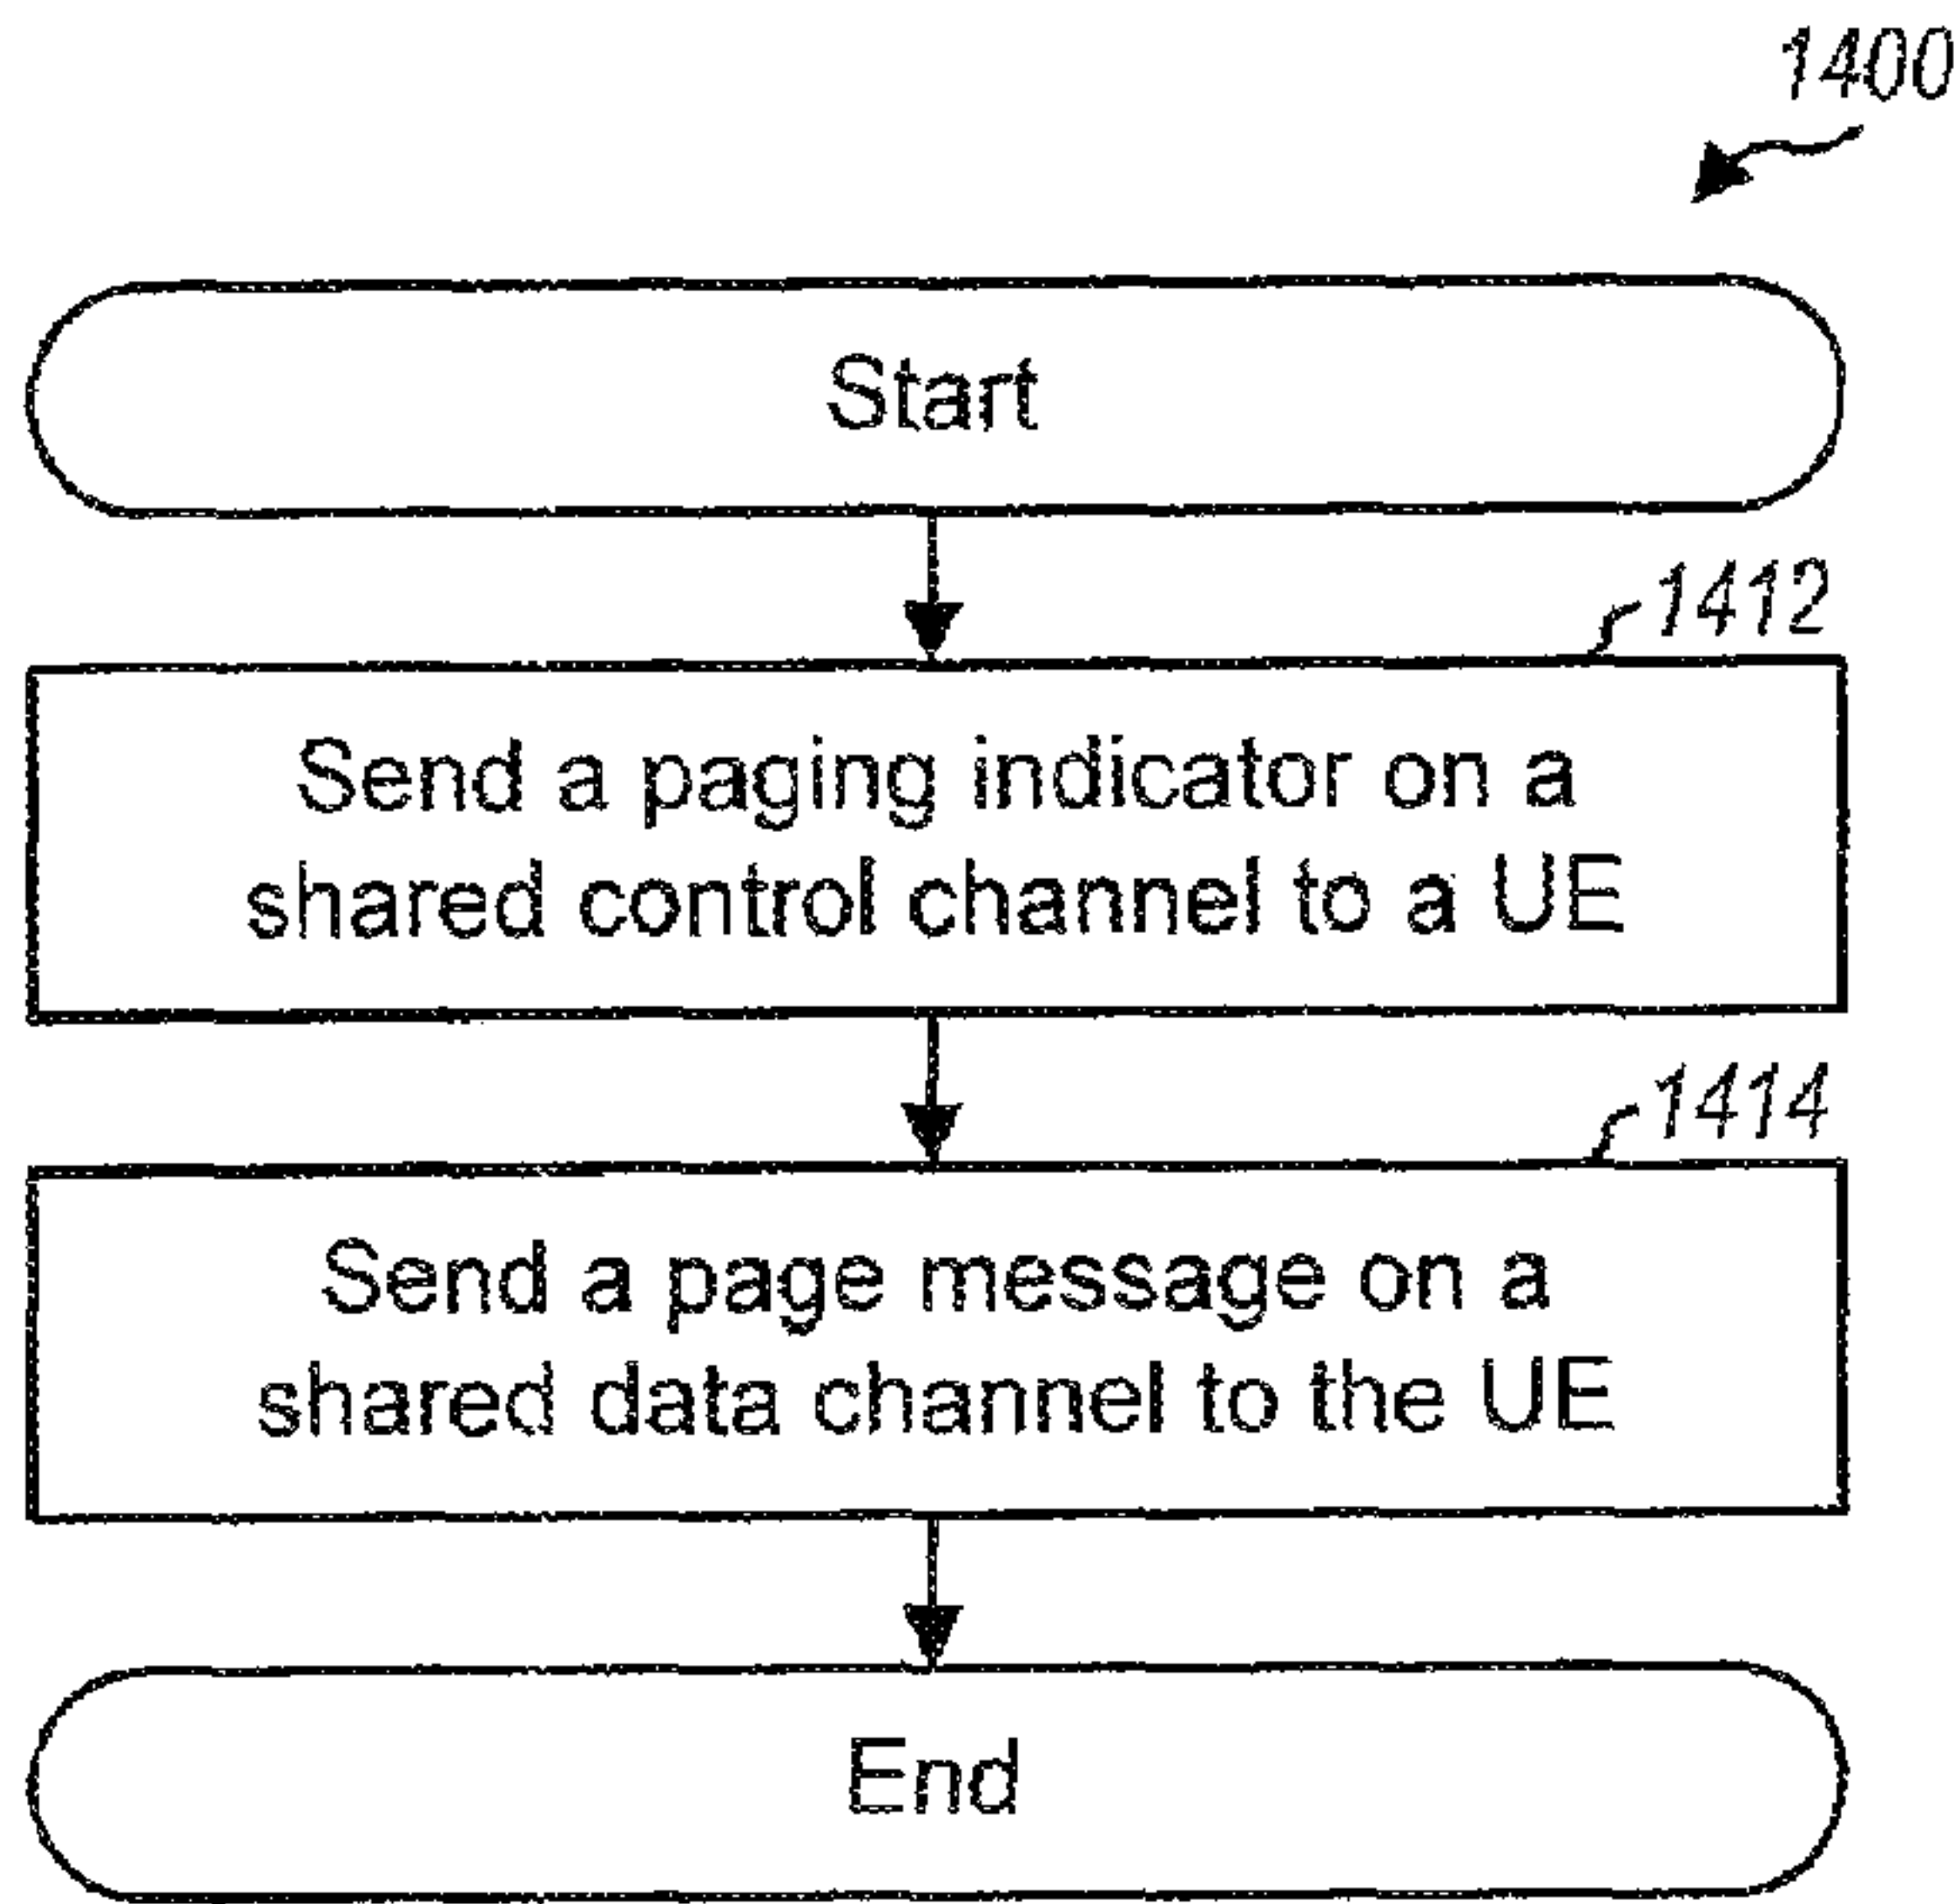 1400
Start
1412
Send a paging indicator on a
shared control channel to a UE
1414
Send a page message on a
shared data channel to the UE
End